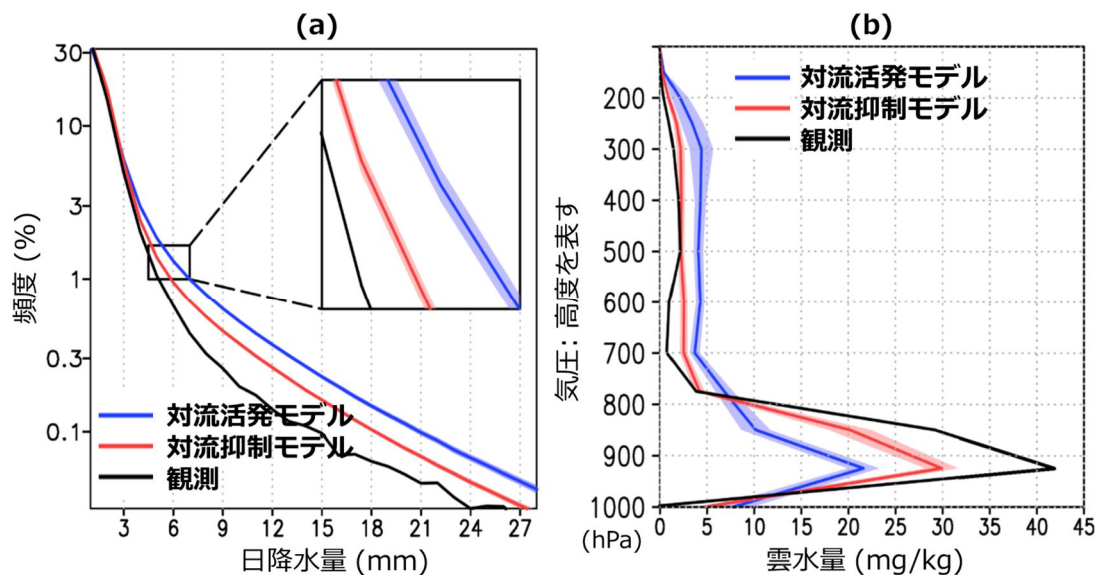 (a)
30
10
3
1
0.3
0.1
頻度 (%)
対流活発モデル
対流抑制モデル
観測
3 6 9 12 15 18 21 24 27
日降水量 (mm)
(b)
対流活発モデル
対流抑制モデル
観測
200
300
400
500
600
700
800
900
1000
(hPa)
気圧: 高度を表す
0 5 10 15 20 25 30 35 40 45
雲水量 (mg/kg)